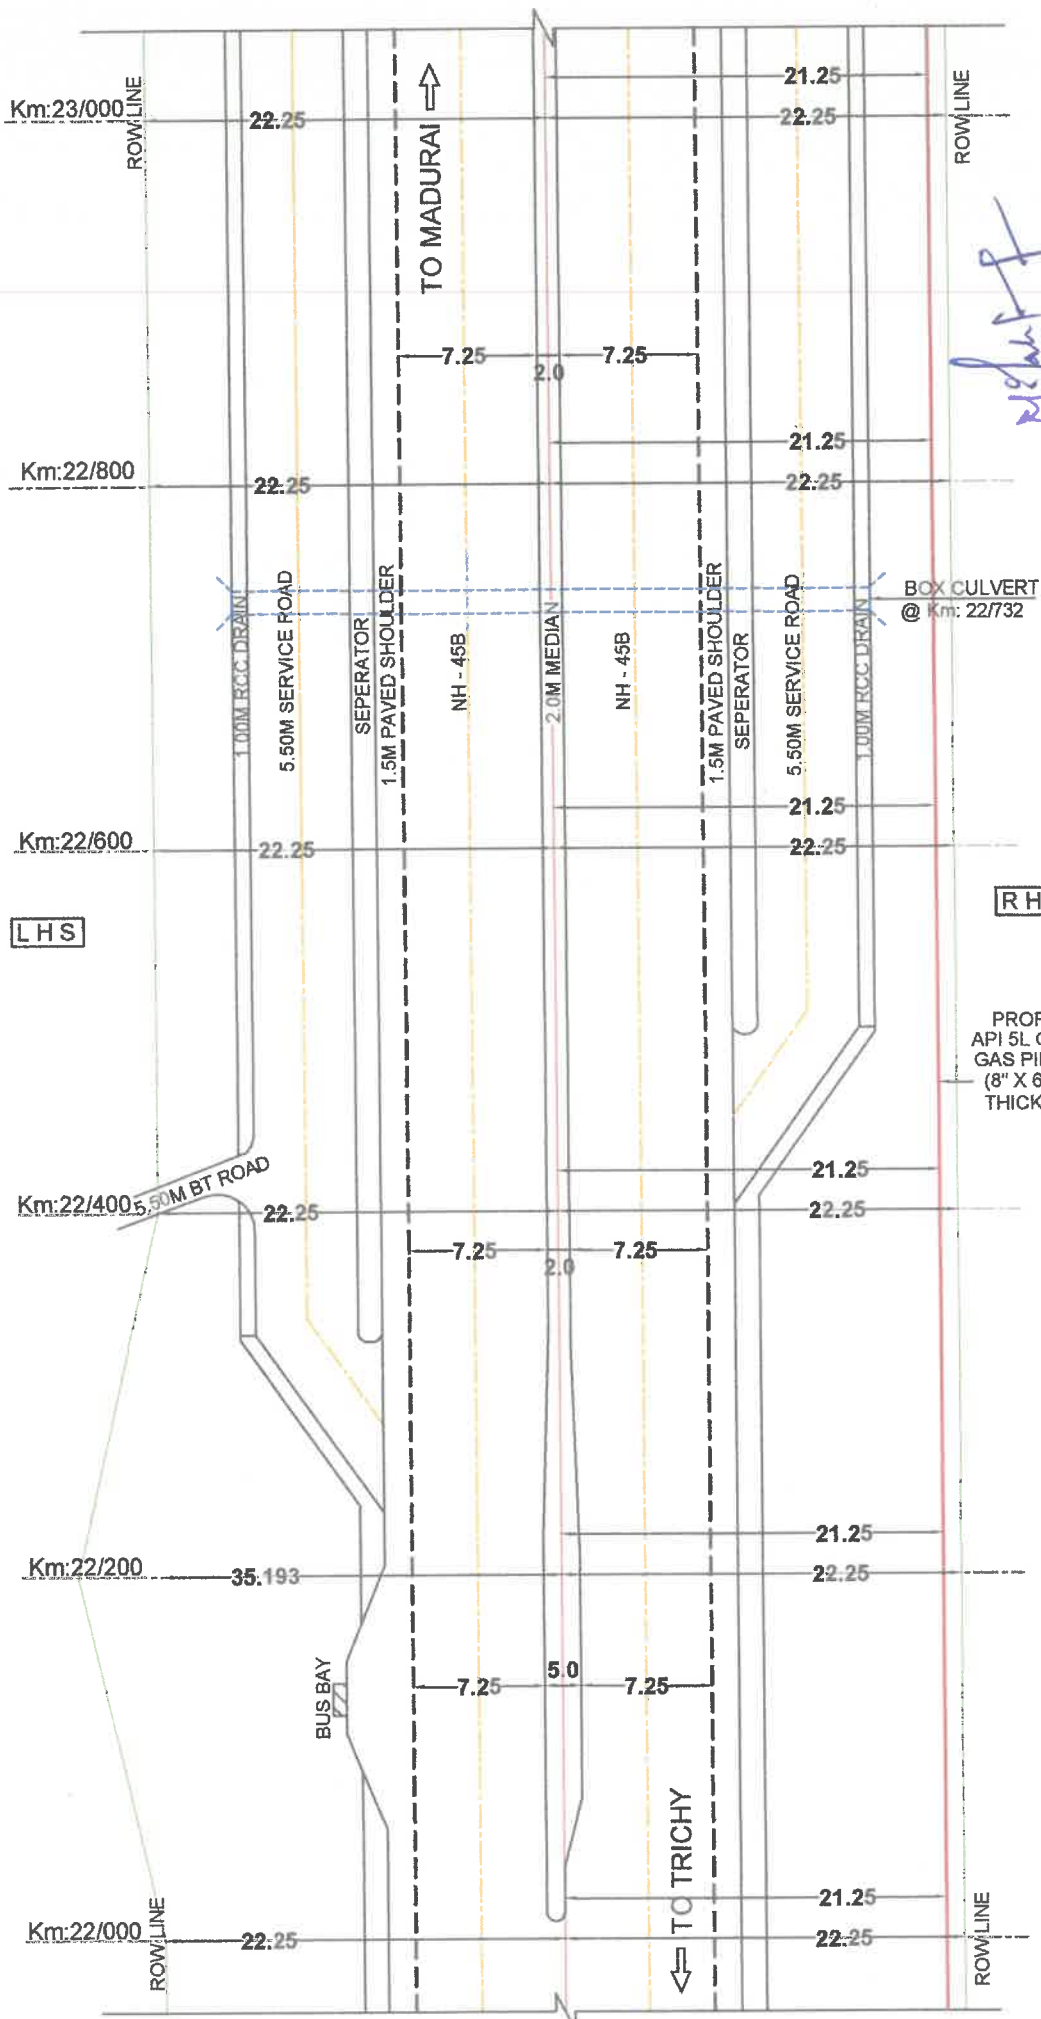 21.25
Km:23/000
22.25
22.25
ROW LINE
ROW LINE
TO MADURAI
7.25
2.0
7.25
21.25
Km:22/800
22.25
22.25
BOX CULVERT
@ Km: 22/732
1.00M RCC DRAIN
5.50M SERVICE ROAD
SEPERATOR
1.5M PAVED SHOULDER
NH - 45B
2.0M MEDIAN
NH - 45B
1.5M PAVED SHOULDER
SEPERATOR
5.50M SERVICE ROAD
1.00M RCC DRAIN
21.25
Km:22/600
22.25
22.25
LHS
R H
API 5L
GAS
(8" X 6
THICK
21.25
5.50M BT ROAD
Km:22/400
22.25
22.25
7.25
2.0
7.25
21.25
Km:22/200
35.193
22.25
BUS BAY
7.25
5.0
7.25
TO TRICHY
21.25
Km:22/000
22.25
22.25
ROW LINE
ROW LINE